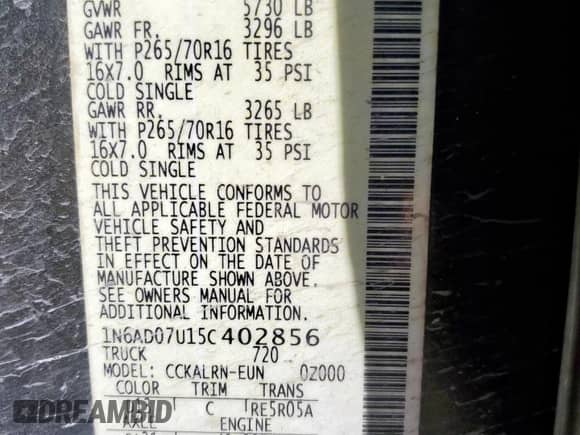 GVWR 5730 LB
GAWR FR. 3296 LB
WITH P265/70R16 TIRES
16X7.0 RIMS AT 35 PSI
COLD SINGLE
GAWR RR. 3265 LB
WITH P265/70R16 TIRES
16X7.0 RIMS AT 35 PSI
COLD SINGLE
THIS VEHICLE CONFORMS TO
ALL APPLICABLE FEDERAL MOTOR
VEHICLE SAFETY AND
THEFT PREVENTION STANDARDS
IN EFFECT ON THE DATE OF
MANUFACTURE SHOWN ABOVE.
SEE OWNERS MANUAL FOR
ADDITIONAL INFORMATION.
1N6AD07U15C402856
TRUCK 720
MODEL: CCKALRN-EUN 0Z000
COLOR TRIM TRANS
C RE5R05A
AXLE ENGINE
DREAMBID